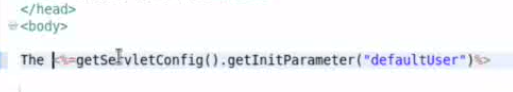 </head>
<body>
The <%=getServletConfig().getInitParameter("defaultUser")%>